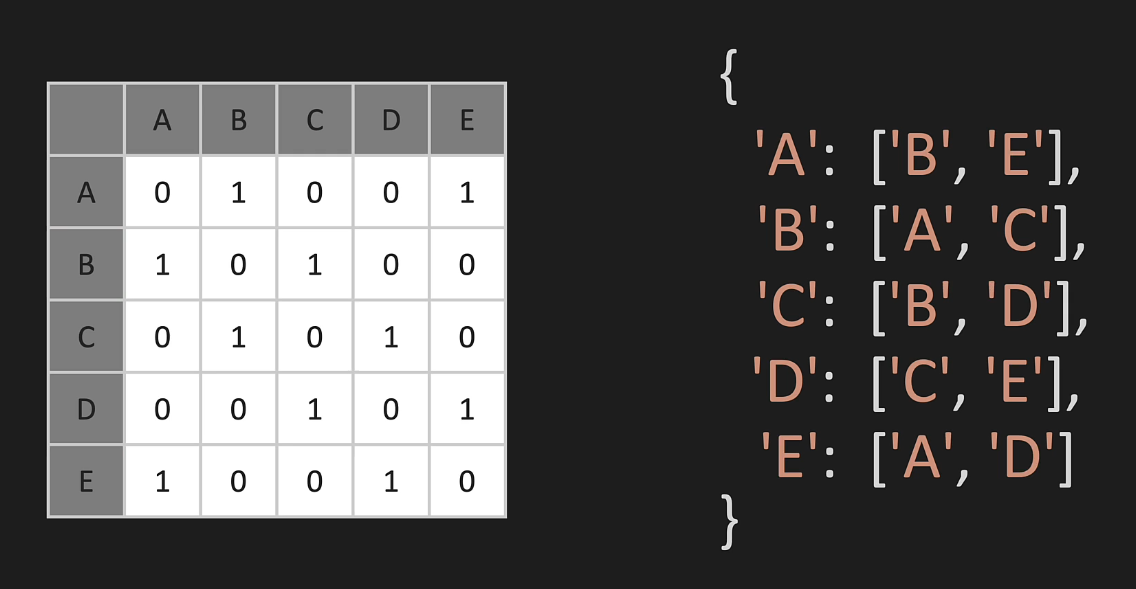 A B C D E
A 0 1 0 0 1
B 1 0 1 0 0
C 0 1 0 1 0
D 0 0 1 0 1
E 1 0 0 1 0
{
'A': ['B', 'E'],
'B': ['A', 'C'],
'C': ['B', 'D'],
'D': ['C', 'E'],
'E': ['A', 'D']
}